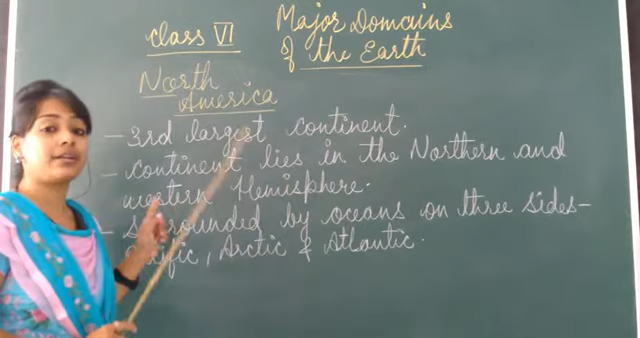 Class VI
Major Domains
of the Earth
North
America
- 3rd largest continent.
- continent lies in the Northern and
western Hemisphere.
- surrounded by oceans on three sides-
Pacific, Arctic & Atlantic.